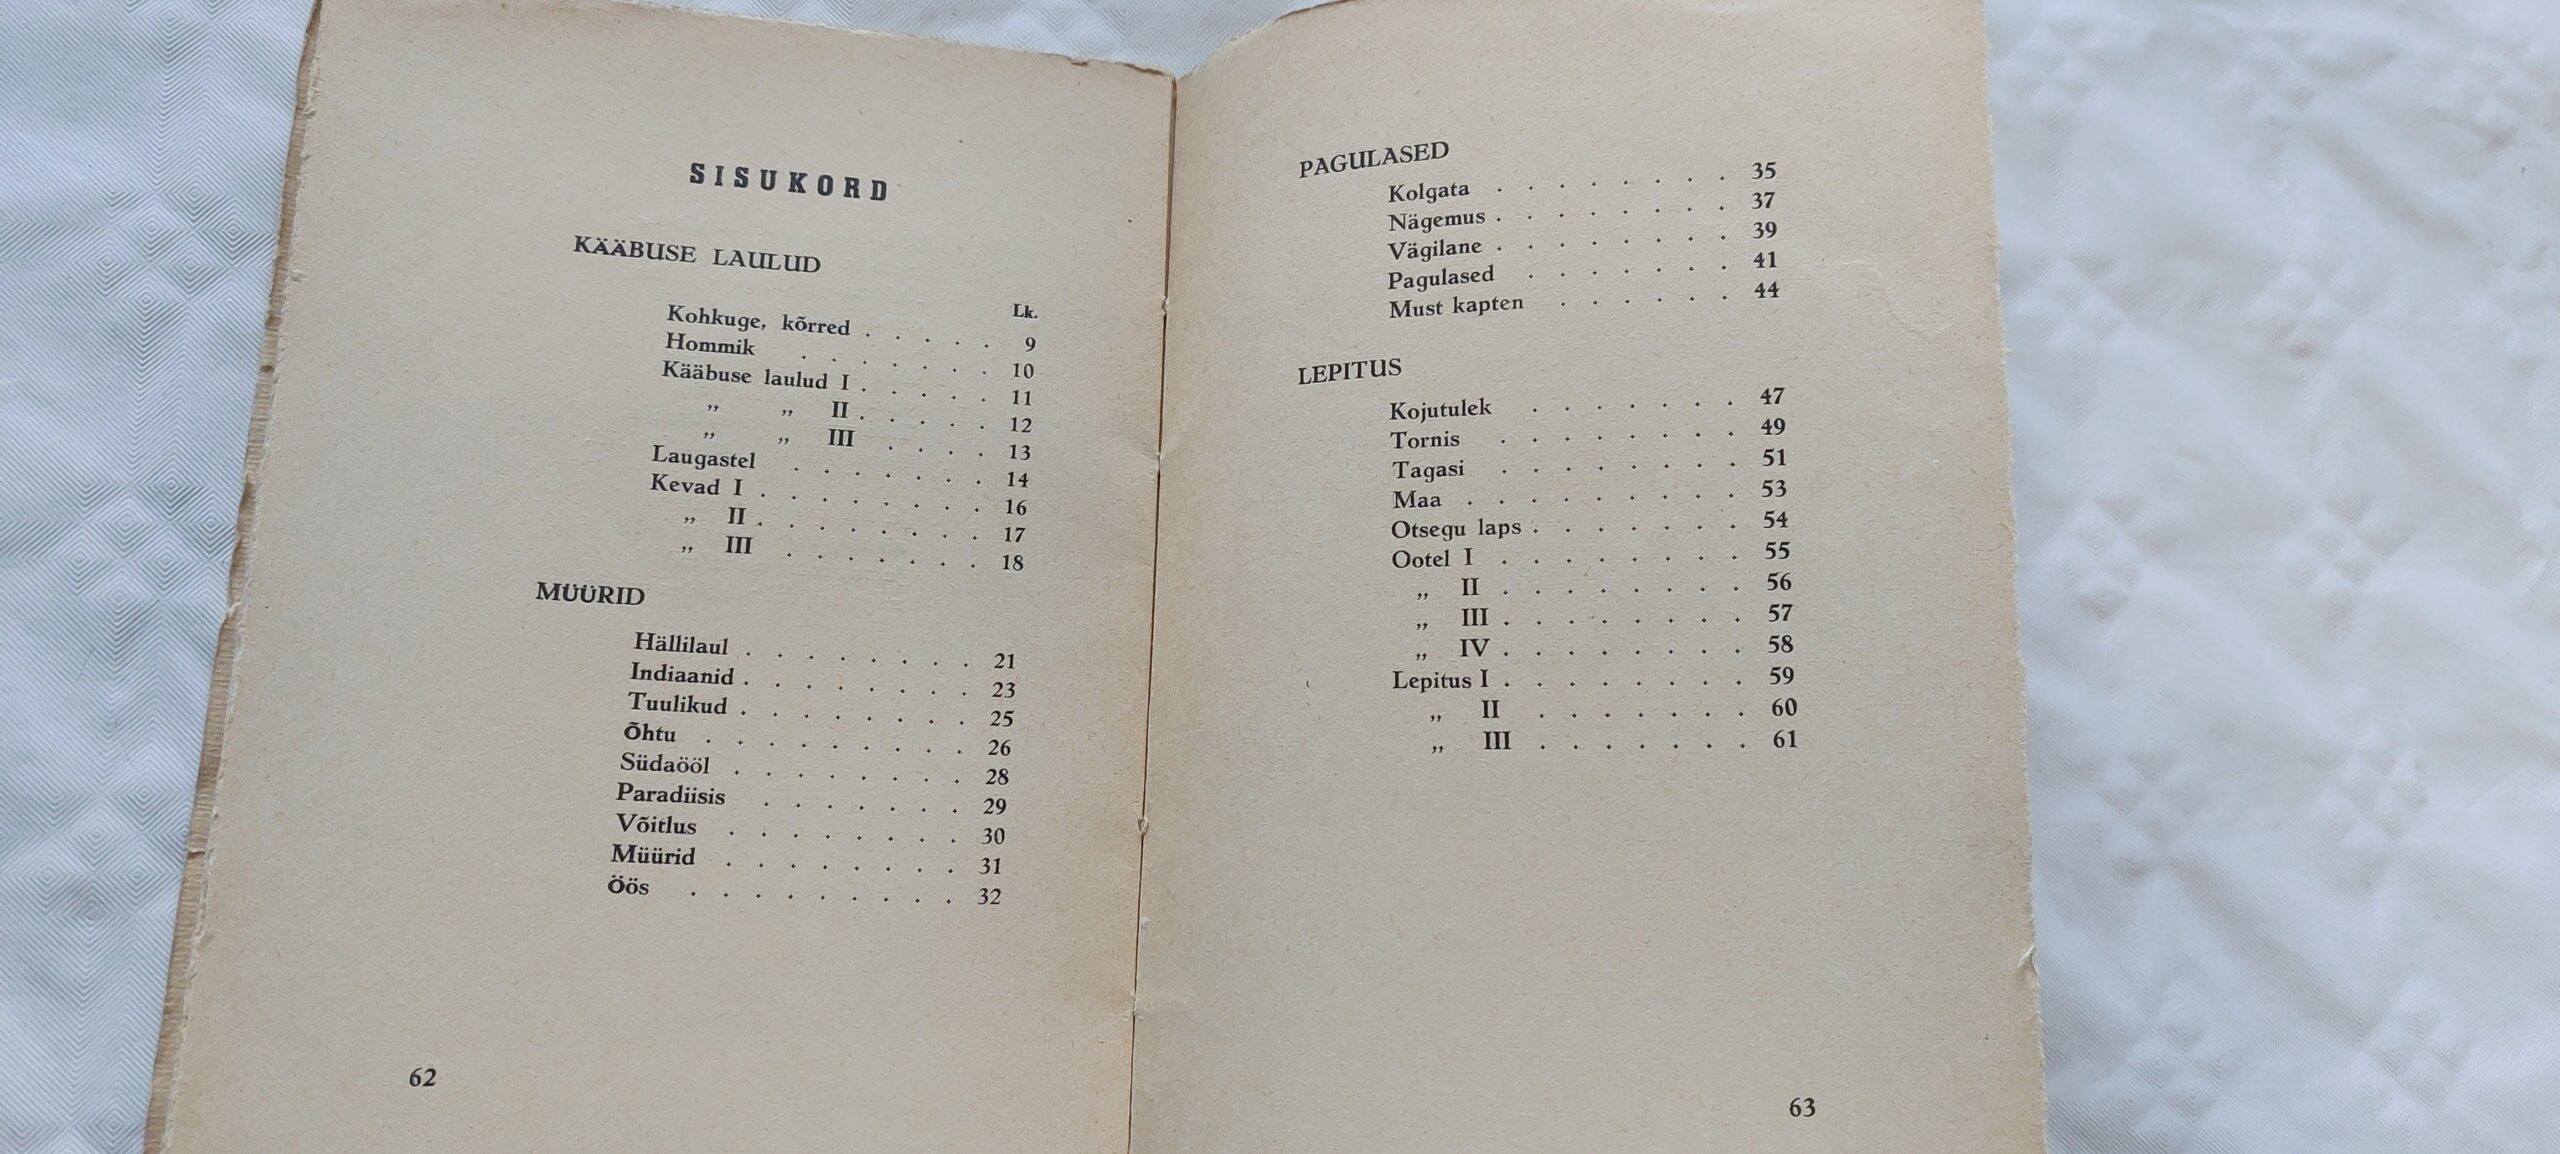 SISUKORD
KÄÄBUSE LAULUD
Lk.
Kohkuge, kõrred . . . . . 9
Hommik . . . . . . . 10
Kääbuse laulud I . . . . . 11
„ „ II . . . . . 12
„ „ III . . . . 13
Laugastel . . . . . . . 14
Kevad I . . . . . . . . 16
„ II . . . . . . . . 17
„ III . . . . . . . 18
MÜÜRID
Hällilaul . . . . . . . . 21
Indiaanid . . . . . . . . 23
Tuulikud . . . . . . . . 25
Õhtu . . . . . . . . . 26
Südaööl . . . . . . . . 28
Paradiisis . . . . . . . 29
Võitlus . . . . . . . . 30
Müürid . . . . . . . . 31
Öös . . . . . . . . . 32
62
PAGULASED
Kolgata . . . . . . . . 35
Nägemus . . . . . . . . 37
Vägilane . . . . . . . . 39
Pagulased . . . . . . . 41
Must kapten . . . . . . 44
LEPITUS
Kojutulek . . . . . . . 47
Tornis . . . . . . . . 49
Tagasi . . . . . . . . 51
Maa . . . . . . . . . 53
Otsegu laps . . . . . . . 54
Ootel I . . . . . . . . 55
„ II . . . . . . . . 56
„ III . . . . . . . . 57
„ IV . . . . . . . . 58
Lepitus I . . . . . . . . 59
„ II . . . . . . . 60
„ III . . . . . . . 61
63